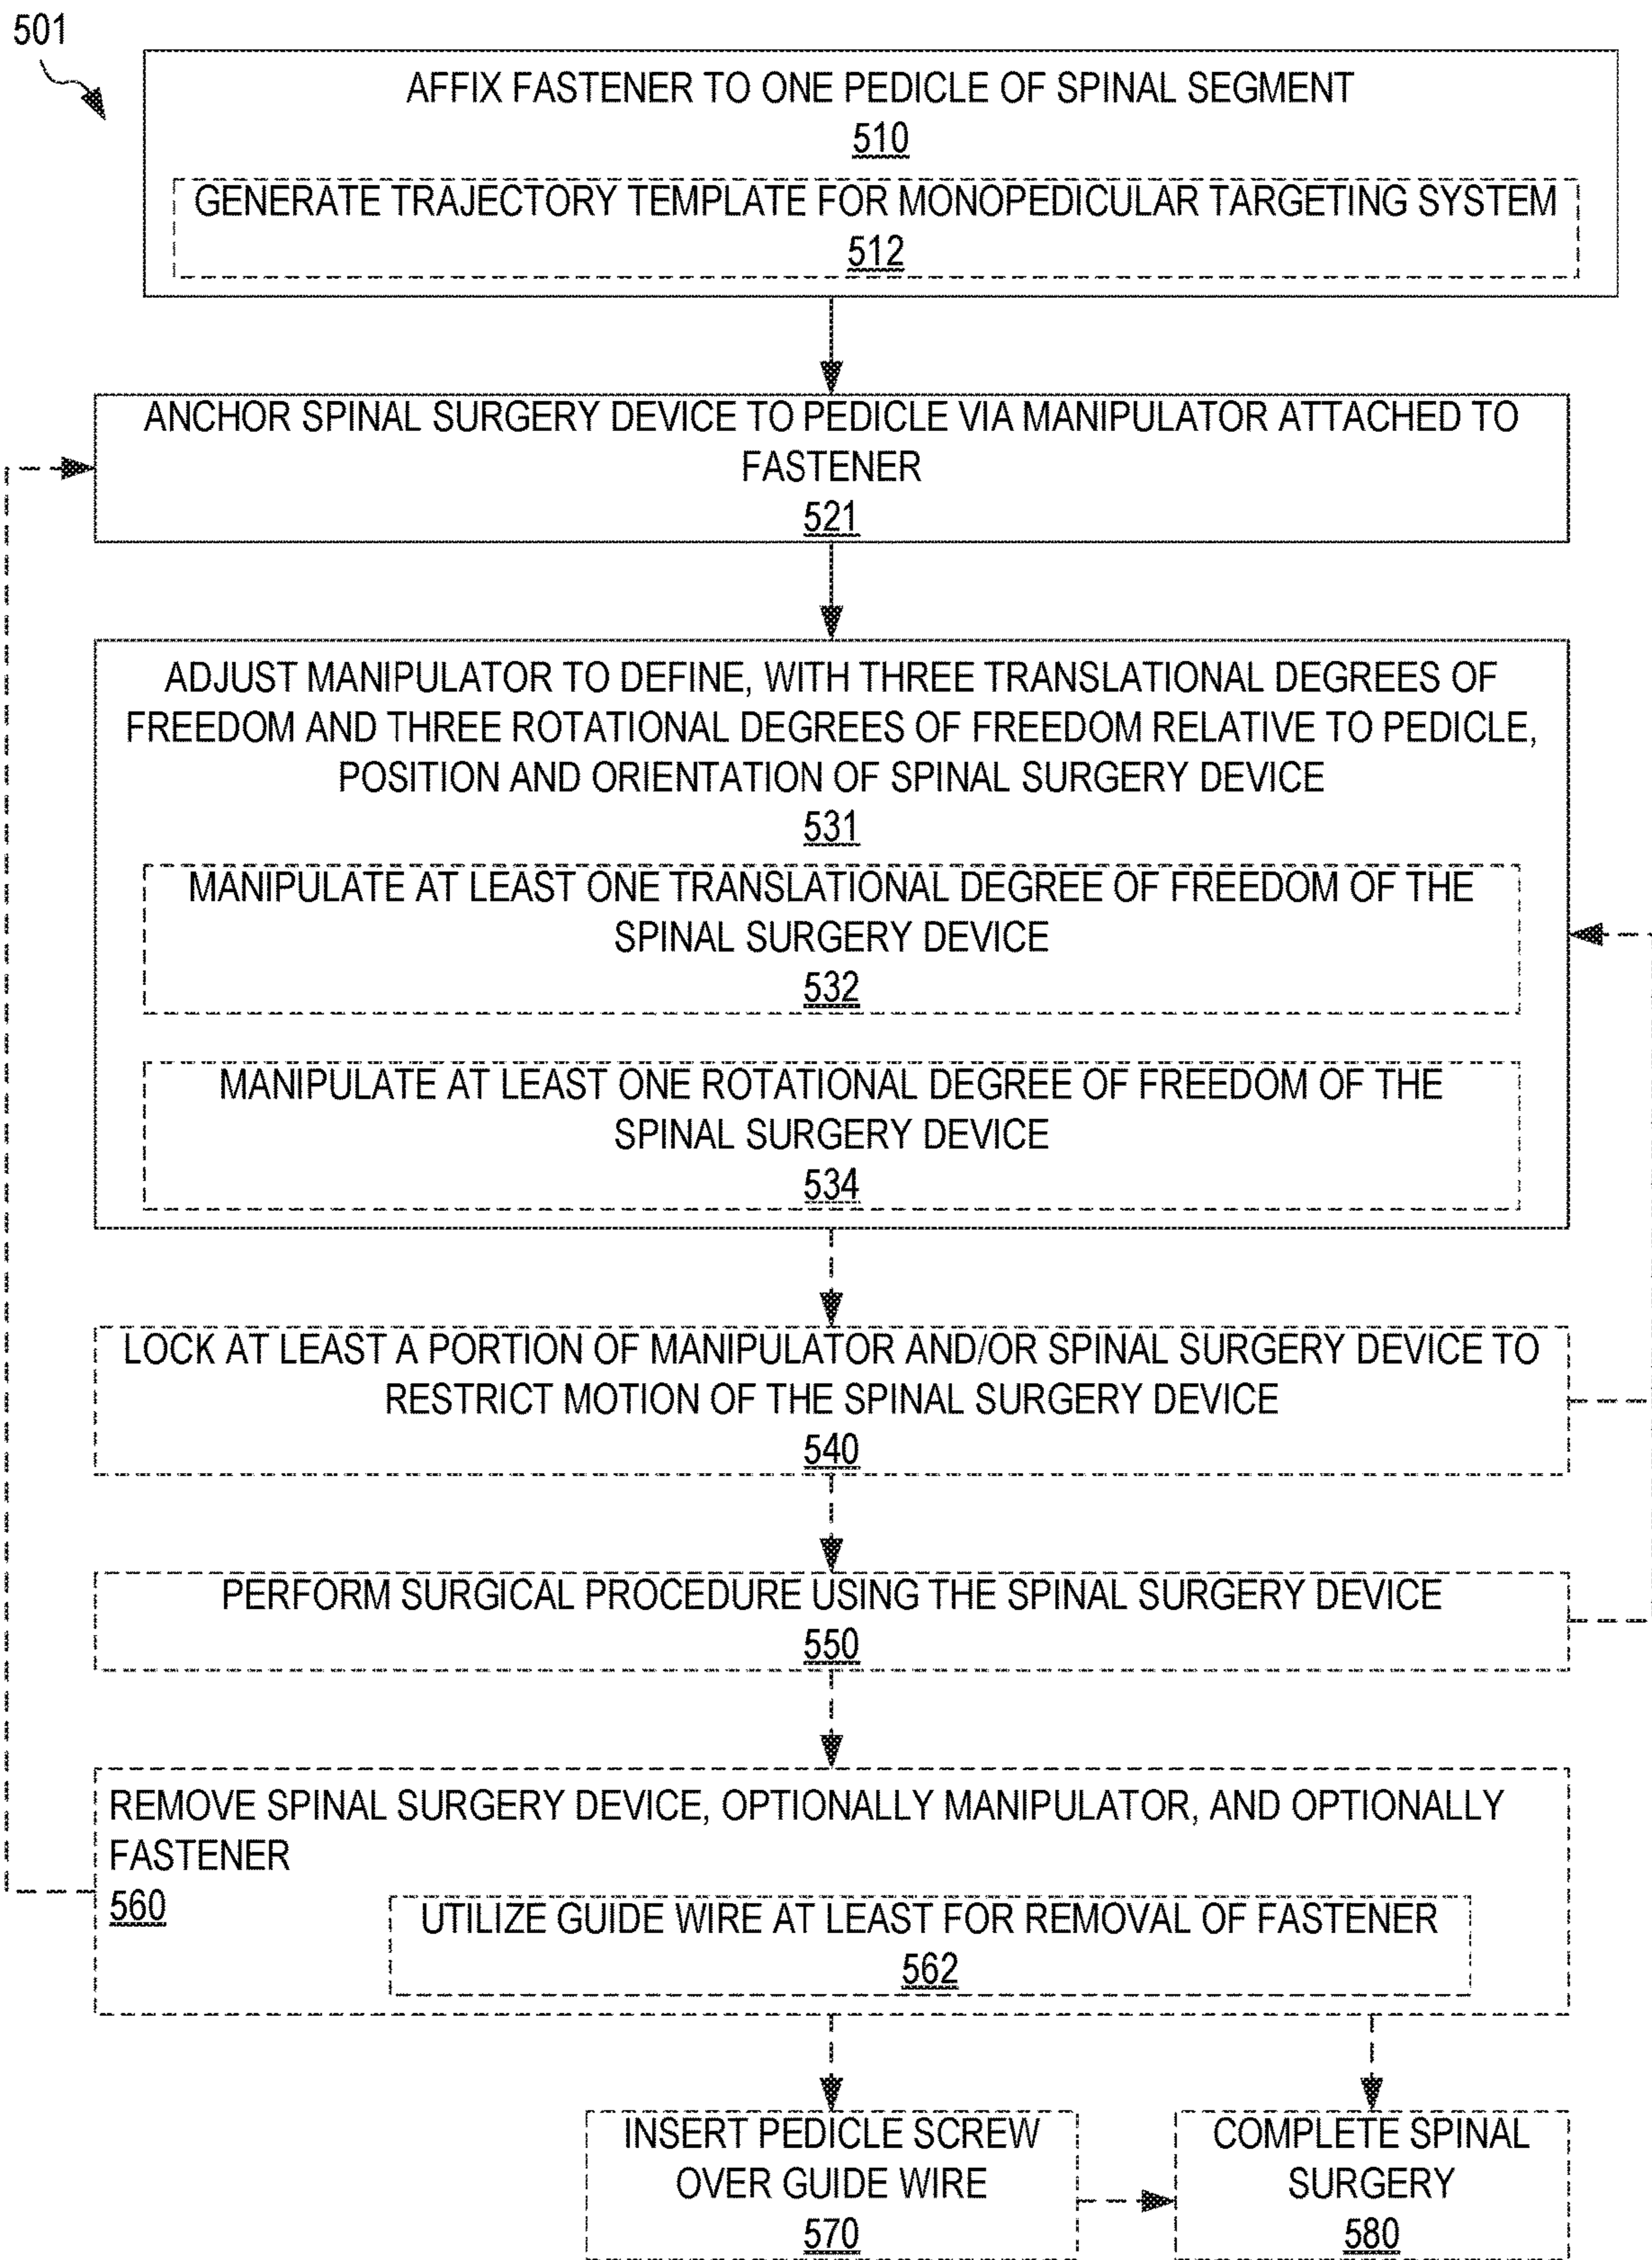 501
AFFIX FASTENER TO ONE PEDICLE OF SPINAL SEGMENT
510
GENERATE TRAJECTORY TEMPLATE FOR MONOPEDICULAR TARGETING SYSTEM
512
ANCHOR SPINAL SURGERY DEVICE TO PEDICLE VIA MANIPULATOR ATTACHED TO
FASTENER
521
ADJUST MANIPULATOR TO DEFINE, WITH THREE TRANSLATIONAL DEGREES OF
FREEDOM AND THREE ROTATIONAL DEGREES OF FREEDOM RELATIVE TO PEDICLE,
POSITION AND ORIENTATION OF SPINAL SURGERY DEVICE
531
MANIPULATE AT LEAST ONE TRANSLATIONAL DEGREE OF FREEDOM OF THE
SPINAL SURGERY DEVICE
532
MANIPULATE AT LEAST ONE ROTATIONAL DEGREE OF FREEDOM OF THE
SPINAL SURGERY DEVICE
534
LOCK AT LEAST A PORTION OF MANIPULATOR AND/OR SPINAL SURGERY DEVICE TO
RESTRICT MOTION OF THE SPINAL SURGERY DEVICE
540
PERFORM SURGICAL PROCEDURE USING THE SPINAL SURGERY DEVICE
550
REMOVE SPINAL SURGERY DEVICE, OPTIONALLY MANIPULATOR, AND OPTIONALLY
FASTENER
560
UTILIZE GUIDE WIRE AT LEAST FOR REMOVAL OF FASTENER
562
INSERT PEDICLE SCREW
OVER GUIDE WIRE
570
COMPLETE SPINAL
SURGERY
580